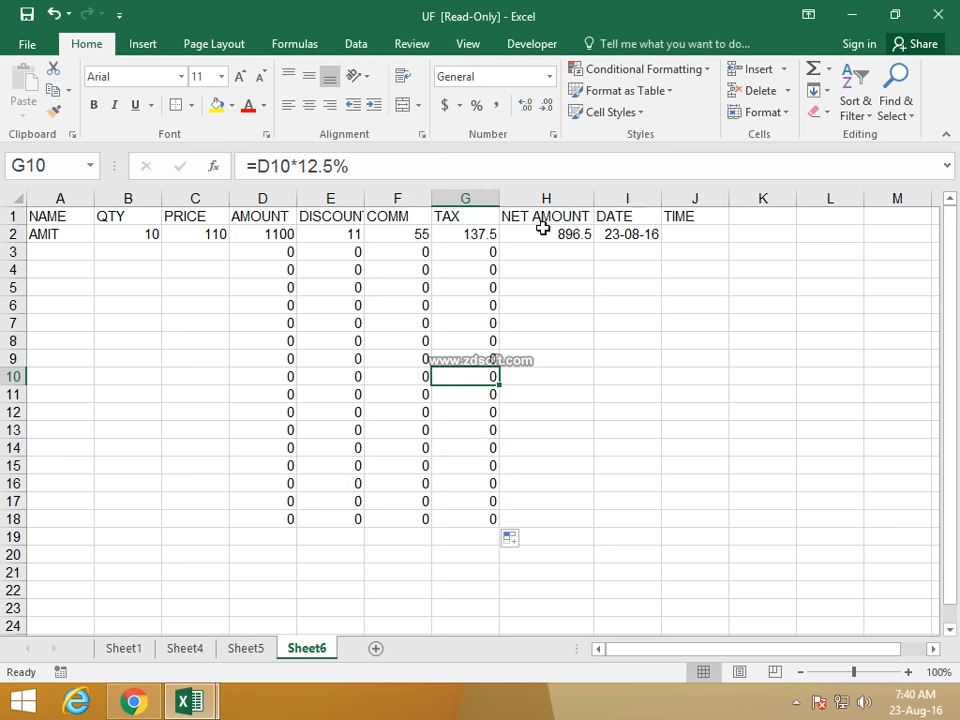 UF [Read-Only] - Excel
File Home Insert Page Layout Formulas Data Review View Developer Tell me what you want to do... Sign in Share
Paste Arial 11 A A General Conditional Formatting Insert
B I U A $ % , Format as Table Delete Sort & Find &
Cell Styles Format Filter Select
Clipboard Font Alignment Number Styles Cells Editing
G10 fx =D10*12.5%
A B C D E F G H I J K L M
1 NAME QTY PRICE AMOUNT DISCOUN COMM TAX NET AMOUNT DATE TIME
2 AMIT 10 110 1100 11 55 137.5 896.5 23-08-16
3 0 0 0 0
4 0 0 0 0
5 0 0 0 0
6 0 0 0 0
7 0 0 0 0
8 0 0 0 0
9 0 0 0 0
www.zdsoft.com
10 0 0 0 0
11 0 0 0 0
12 0 0 0 0
13 0 0 0 0
14 0 0 0 0
15 0 0 0 0
16 0 0 0 0
17 0 0 0 0
18 0 0 0 0
19
20
21
22
23
24
Sheet1 Sheet4 Sheet5 Sheet6
Ready 100%
7:40 AM
23-Aug-16